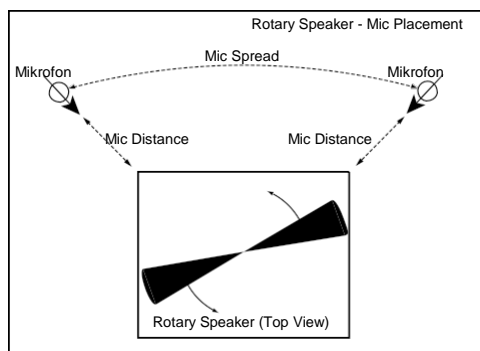 Rotary Speaker - Mic Placement
Mic Spread
Mikrofon
Mikrofon
Mic Distance
Mic Distance
Rotary Speaker (Top View)